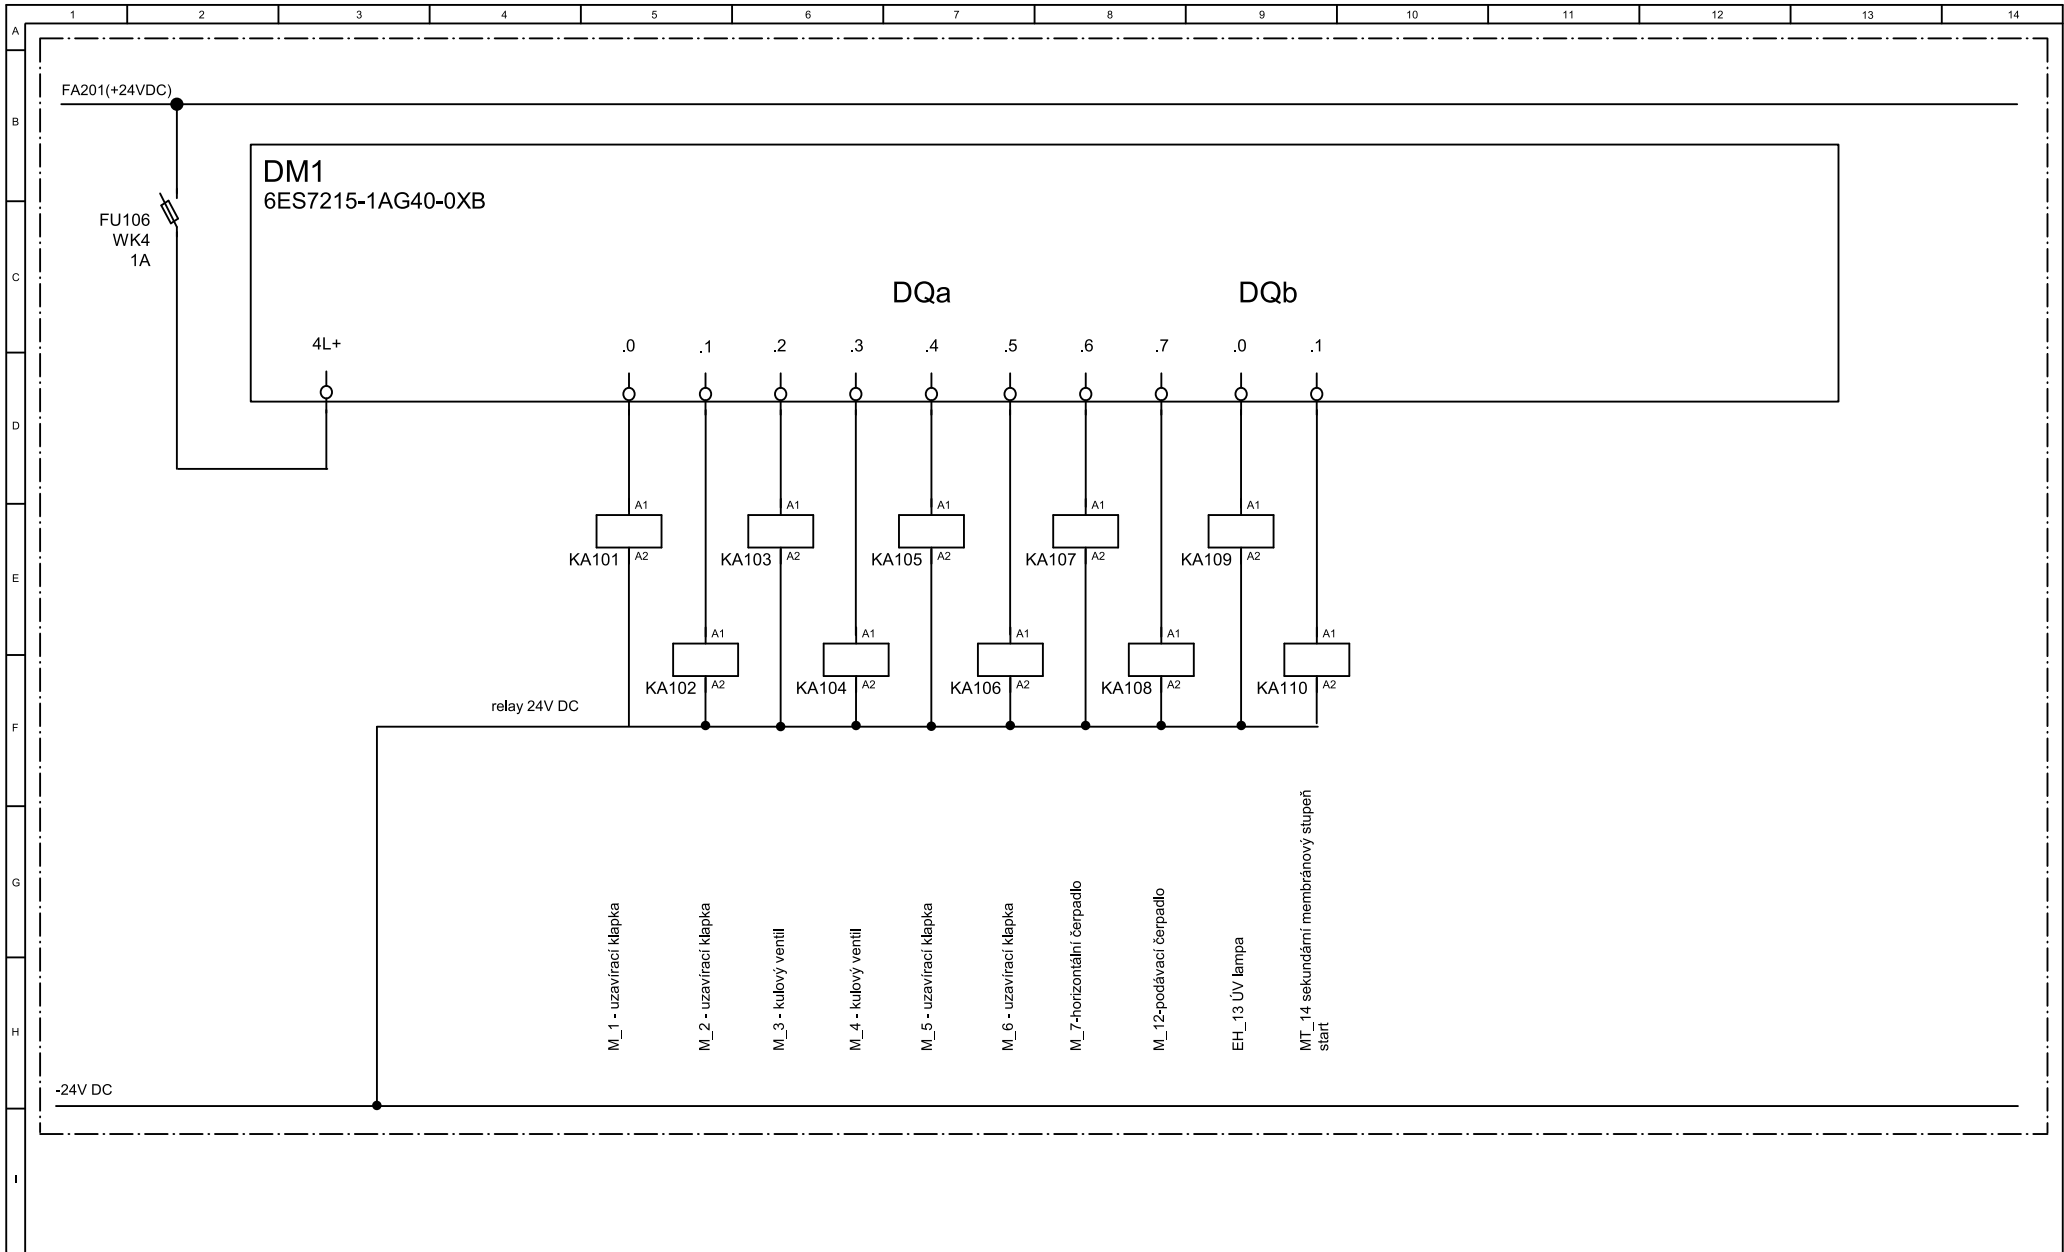 1 2 3 4 5 6 7 8 9 10 11 12 13 14
A
FA201(+24VDC)
B
DM1
6ES7215-1AG40-0XB
FU106
WK4
1A
C
DQa DQb
4L+ .0 .1 .2 .3 .4 .5 .6 .7 .0 .1
D
A1 A1 A1 A1 A1
KA101 A2 KA103 A2 KA105 A2 KA107 A2 KA109 A2
E
A1 A1 A1 A1 A1
KA102 A2 KA104 A2 KA106 A2 KA108 A2 KA110 A2
relay 24V DC
F
G
M_1 - uzavírací klapka
M_2 - uzavírací klapka
M_3 - kulový ventil
M_4 - kulový ventil
M_5 - uzavírací klapka
M_6 - uzavírací klapka
M_7-horizontální čerpadlo
M_12-podávací čerpadlo
EH_13 ÚV lampa
MT_14 sekundární membránový stupeň
start
H
-24V DC
I